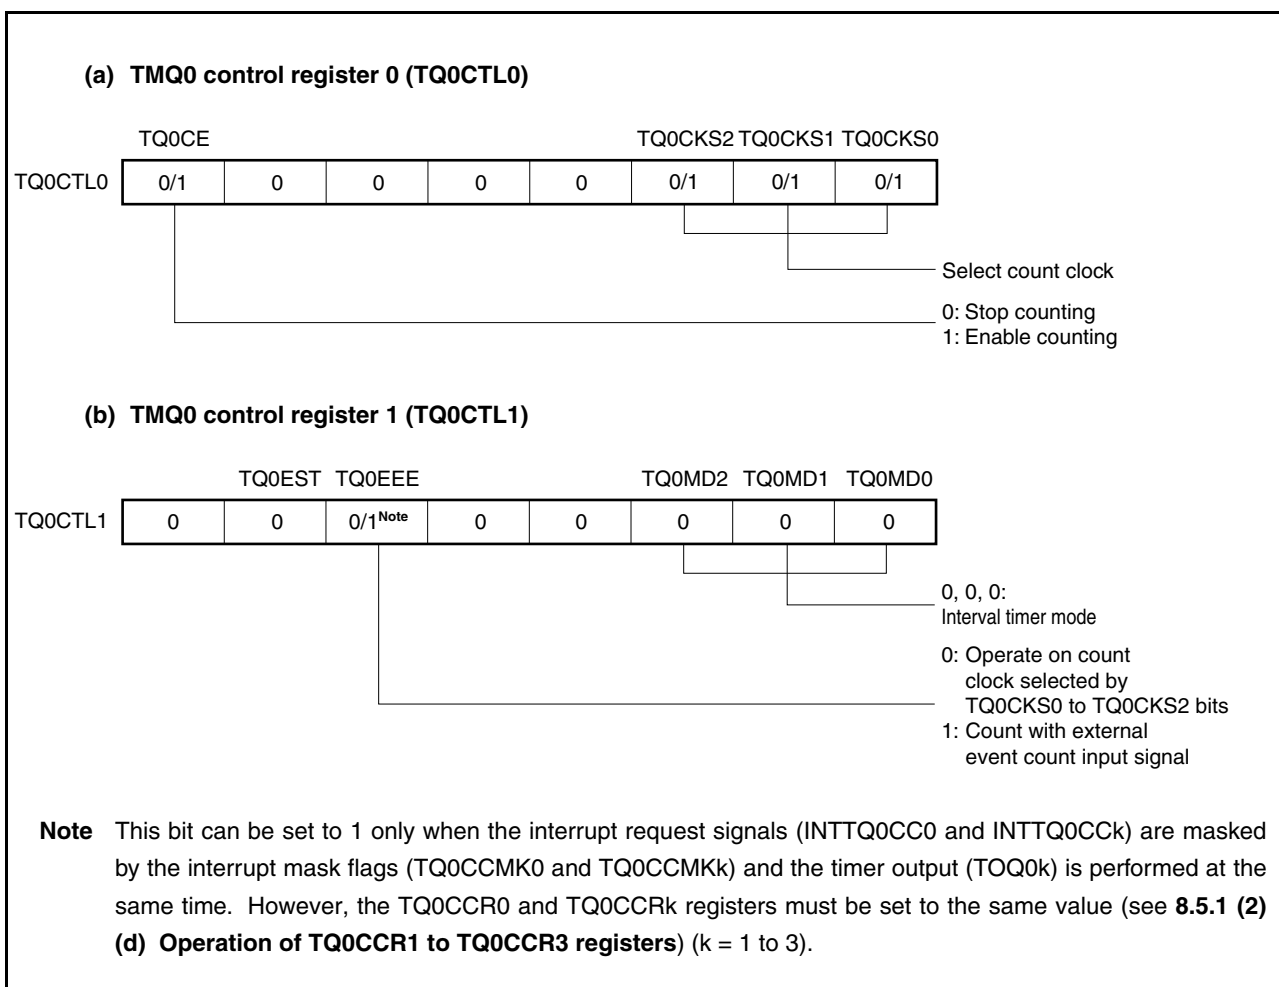 (a) TMQ0 control register 0 (TQ0CTL0)
TQ0CE TQ0CKS2 TQ0CKS1 TQ0CKS0
TQ0CTL0 0/1 0 0 0 0 0/1 0/1 0/1
Select count clock
0: Stop counting
1: Enable counting
(b) TMQ0 control register 1 (TQ0CTL1)
TQ0EST TQ0EEE TQ0MD2 TQ0MD1 TQ0MD0
TQ0CTL1 0 0 0/1Note 0 0 0 0 0
0, 0, 0:
Interval timer mode
0: Operate on count
clock selected by
TQ0CKS0 to TQ0CKS2 bits
1: Count with external
event count input signal
Note This bit can be set to 1 only when the interrupt request signals (INTTQ0CC0 and INTTQ0CCk) are masked
by the interrupt mask flags (TQ0CCMK0 and TQ0CCMKk) and the timer output (TOQ0k) is performed at the
same time. However, the TQ0CCR0 and TQ0CCRk registers must be set to the same value (see 8.5.1 (2)
(d) Operation of TQ0CCR1 to TQ0CCR3 registers) (k = 1 to 3).